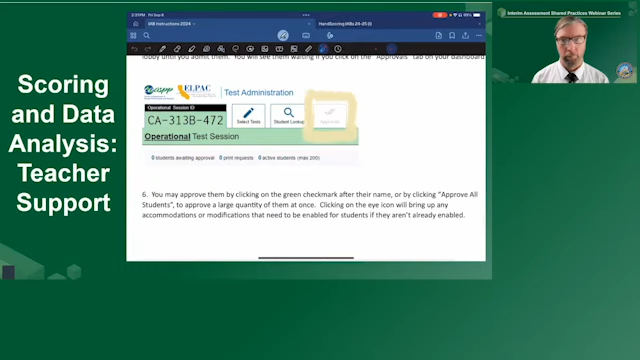 Interim Assessment Shared Practices Webinar Series
Scoring
and Data
Analysis:
Teacher
Support
IAB Instructions 2024
HandScoring IABs 24-25
lobby until you admit them. You will see them waiting if you click on the "Approvals" tab on your dashboard
caaspp
ELPAC
Test Administration
Operational Session ID
CA-313B-472
Select Tests
Student Lookup
Approvals
Operational Test Session
0 students awaiting approval
0 print requests
0 active students (max 200)
6. You may approve them by clicking on the green checkmark after their name, or by clicking "Approve All
Students", to approve a large quantity of them at once. Clicking on the eye icon will bring up any
accommodations or modifications that need to be enabled for students if they aren't already enabled.